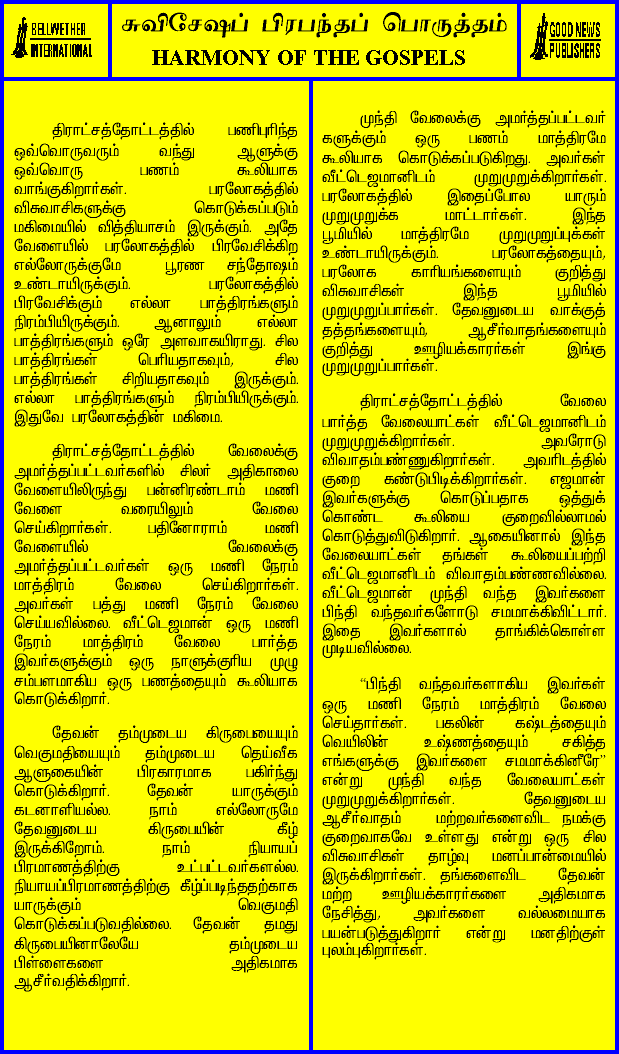 BELLWETHER
INTERNATIONAL
சுவிசேஷப் பிரபந்தப் பொருத்தம்
HARMONY OF THE GOSPELS
GOOD NEWS
PUBLISHERS
திராட்சத்தோட்டத்தில் பணிபுரிந்த
ஒவ்வொருவரும் வந்து ஆளுக்கு
ஒவ்வொரு பணம் கூலியாக
வாங்குகிறார்கள். பரலோகத்தில்
விசுவாசிகளுக்கு கொடுக்கப்படும்
மகிமையில் வித்தியாசம் இருக்கும். அதே
வேளையில் பரலோகத்தில் பிரவேசிக்கிற
எல்லோருக்குமே பூரண சந்தோஷம்
உண்டாயிருக்கும். பரலோகத்தில்
பிரவேசிக்கும் எல்லா பாத்திரங்களும்
நிரம்பியிருக்கும். ஆனாலும் எல்லா
பாத்திரங்களும் ஒரே அளவாகயிராது. சில
பாத்திரங்கள் பெரியதாகவும், சில
பாத்திரங்கள் சிறியதாகவும் இருக்கும்.
எல்லா பாத்திரங்களும் நிரம்பியிருக்கும்.
இதுவே பரலோகத்தின் மகிமை.
திராட்சத்தோட்டத்தில் வேலைக்கு
அமர்த்தப்பட்டவர்களில் சிலர் அதிகாலை
வேளையிலிருந்து பன்னிரண்டாம் மணி
வேளை வரையிலும் வேலை
செய்கிறார்கள். பதினோராம் மணி
வேளையில் வேலைக்கு
அமர்த்தப்பட்டவர்கள் ஒரு மணி நேரம்
மாத்திரம் வேலை செய்கிறார்கள்.
அவர்கள் பத்து மணி நேரம் வேலை
செய்யவில்லை. வீட்டெஜமான் ஒரு மணி
நேரம் மாத்திரம் வேலை பார்த்த
இவர்களுக்கும் ஒரு நாளுக்குரிய முழு
சம்பளமாகிய ஒரு பணத்தையும் கூலியாக
கொடுக்கிறார்.
தேவன் தம்முடைய கிருபையையும்
வெகுமதியையும் தம்முடைய தெய்வீக
ஆளுகையின் பிரகாரமாக பகிர்ந்து
கொடுக்கிறார். தேவன் யாருக்கும்
கடனாளியல்ல. நாம் எல்லோருமே
தேவனுடைய கிருபையின் கீழ்
இருக்கிறோம். நாம் நியாயப்
பிரமாணத்திற்கு உட்பட்டவர்களல்ல.
நியாயப்பிரமாணத்திற்கு கீழ்ப்படிந்ததற்காக
யாருக்கும் வெகுமதி
கொடுக்கப்படுவதில்லை. தேவன் தமது
கிருபையினாலேயே தம்முடைய
பிள்ளைகளை அதிகமாக
ஆசீர்வதிக்கிறார்.
முந்தி வேலைக்கு அமர்த்தப்பட்டவர்
களுக்கும் ஒரு பணம் மாத்திரமே
கூலியாக கொடுக்கப்படுகிறது. அவர்கள்
வீட்டெஜமானிடம் முறுமுறுக்கிறார்கள்.
பரலோகத்தில் இதைப்போல யாரும்
முறுமுறுக்க மாட்டார்கள். இந்த
பூமியில் மாத்திரமே முறுமுறுப்புக்கள்
உண்டாயிருக்கும். பரலோகத்தையும்,
பரலோக காரியங்களையும் குறித்து
விசுவாசிகள் இந்த பூமியில்
முறுமுறுப்பார்கள். தேவனுடைய வாக்குத்
தத்தங்களையும், ஆசீர்வாதங்களையும்
குறித்து ஊழியக்காரர்கள் இங்கு
முறுமுறுப்பார்கள்.
திராட்சத்தோட்டத்தில் வேலை
பார்த்த வேலையாட்கள் வீட்டெஜமானிடம்
முறுமுறுக்கிறார்கள். அவரோடு
விவாதம்பண்ணுகிறார்கள். அவரிடத்தில்
குறை கண்டுபிடிக்கிறார்கள். எஜமான்
இவர்களுக்கு கொடுப்பதாக ஒத்துக்
கொண்ட கூலியை குறைவில்லாமல்
கொடுத்துவிடுகிறார். ஆகையினால் இந்த
வேலையாட்கள் தங்கள் கூலியைப்பற்றி
வீட்டெஜமானிடம் விவாதம்பண்ணவில்லை.
வீட்டெஜமான் முந்தி வந்த இவர்களை
பிந்தி வந்தவர்களோடு சமமாக்கிவிட்டார்.
இதை இவர்களால் தாங்கிக்கொள்ள
முடியவில்லை.
“பிந்தி வந்தவர்களாகிய இவர்கள்
ஒரு மணி நேரம் மாத்திரம் வேலை
செய்தார்கள். பகலின் கஷ்டத்தையும்
வெயிலின் உஷ்ணத்தையும் சகித்த
எங்களுக்கு இவர்களை சமமாக்கினீரே”
என்று முந்தி வந்த வேலையாட்கள்
முறுமுறுக்கிறார்கள். தேவனுடைய
ஆசீர்வாதம் மற்றவர்களைவிட நமக்கு
குறைவாகவே உள்ளது என்று ஒரு சில
விசுவாசிகள் தாழ்வு மனப்பான்மையில்
இருக்கிறார்கள். தங்களைவிட தேவன்
மற்ற ஊழியக்காரர்களை அதிகமாக
நேசித்து, அவர்களை வல்லமையாக
பயன்படுத்துகிறார் என்று மனதிற்குள்
புலம்புகிறார்கள்.